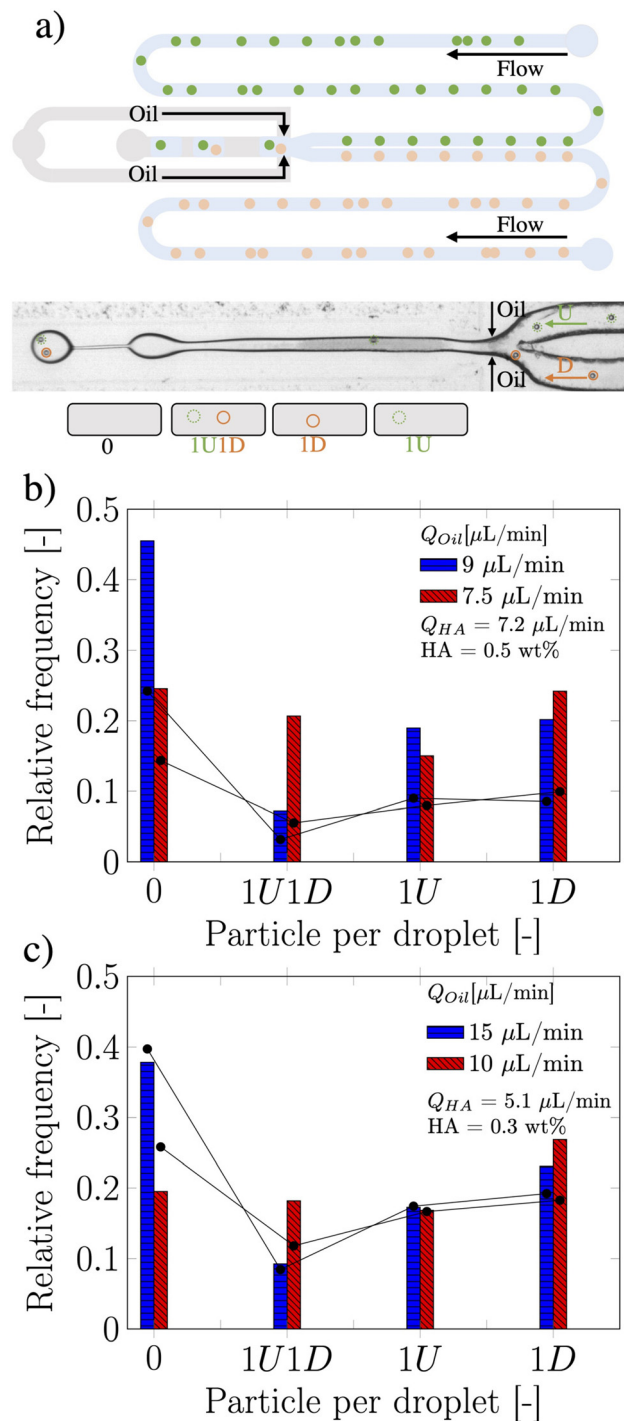 a)
Flow
Oil
Oil
Flow
Oil
U
D
Oil
0
1U1D
1D
1U
b)
Relative frequency [-]
0.5
0.4
0.3
0.2
0.1
0
Q_Oil[μL/min]
9 μL/min
7.5 μL/min
Q_HA = 7.2 μL/min
HA = 0.5 wt%
0
1U1D
1U
1D
Particle per droplet [-]
c)
Relative frequency [-]
0.5
0.4
0.3
0.2
0.1
0
Q_Oil[μL/min]
15 μL/min
10 μL/min
Q_HA = 5.1 μL/min
HA = 0.3 wt%
0
1U1D
1U
1D
Particle per droplet [-]